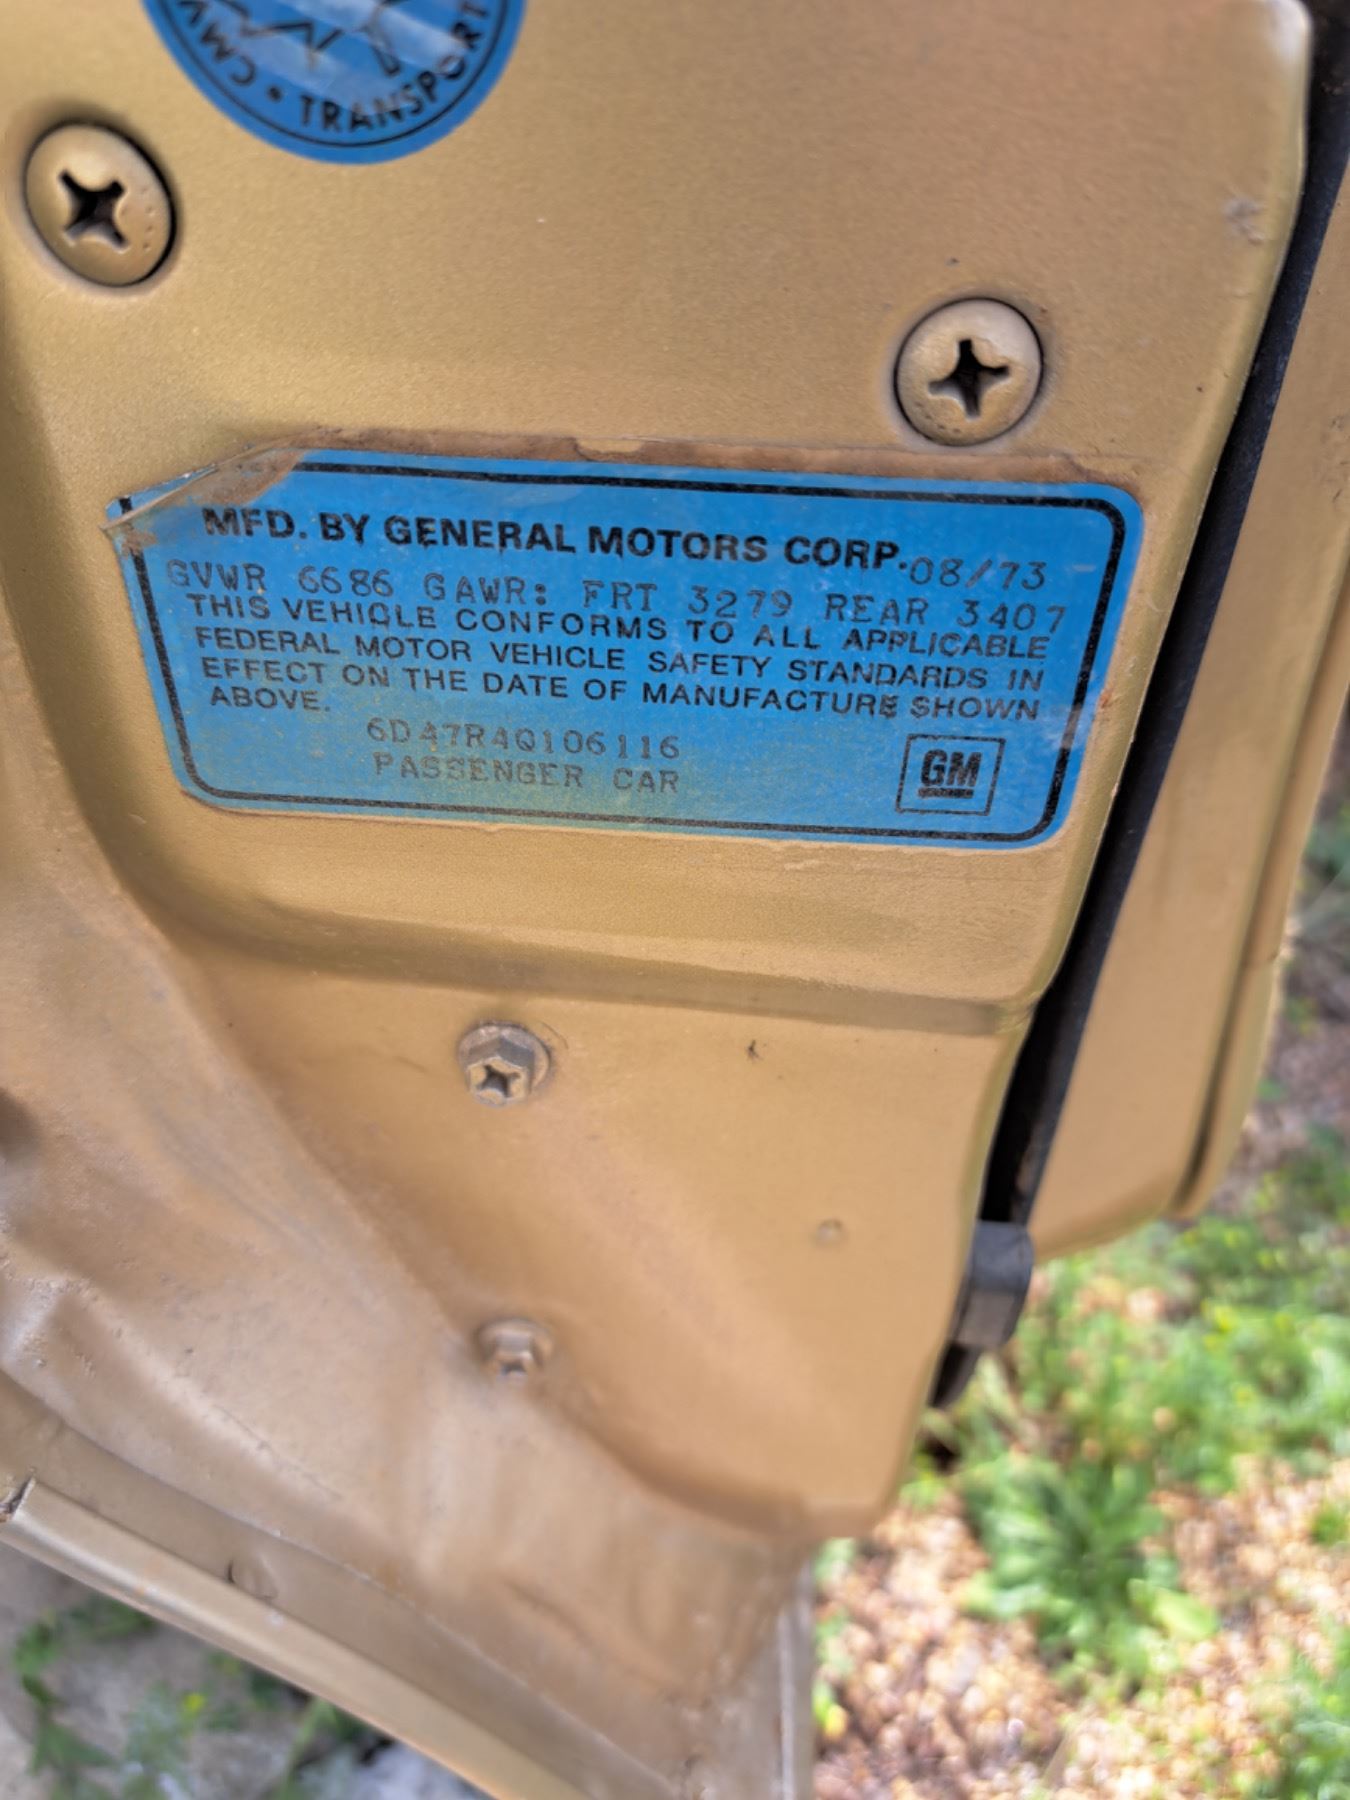 CMV • TRANSPORT
MFD. BY GENERAL MOTORS CORP. 08/73
GVWR 6686 GAWR: FRT 3279 REAR 3407
THIS VEHICLE CONFORMS TO ALL APPLICABLE
FEDERAL MOTOR VEHICLE SAFETY STANDARDS IN
EFFECT ON THE DATE OF MANUFACTURE SHOWN
ABOVE.
6D47R4Q106116
PASSENGER CAR
GM